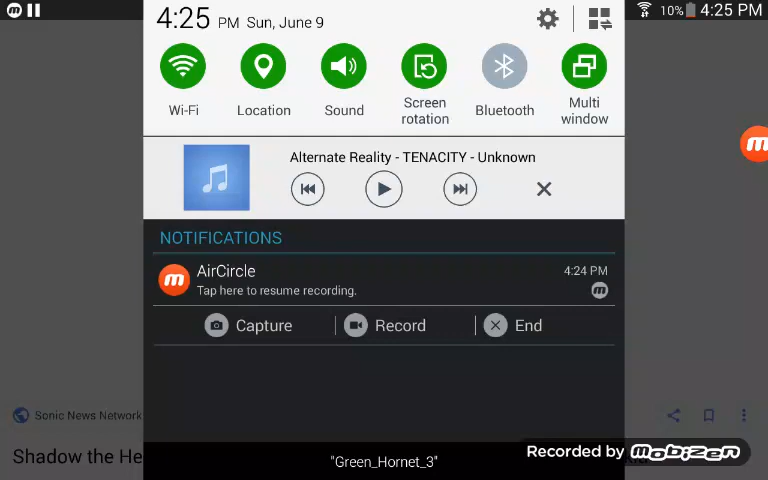 4:25 PM Sun, June 9
10% 4:25 PM
Wi-Fi
Location
Sound
Screen rotation
Bluetooth
Multi window
Alternate Reality - TENACITY - Unknown
NOTIFICATIONS
AirCircle
4:24 PM
Tap here to resume recording.
Capture
Record
End
Sonic News Network
Shadow the He
"Green_Hornet_3"
Recorded by Mobizen